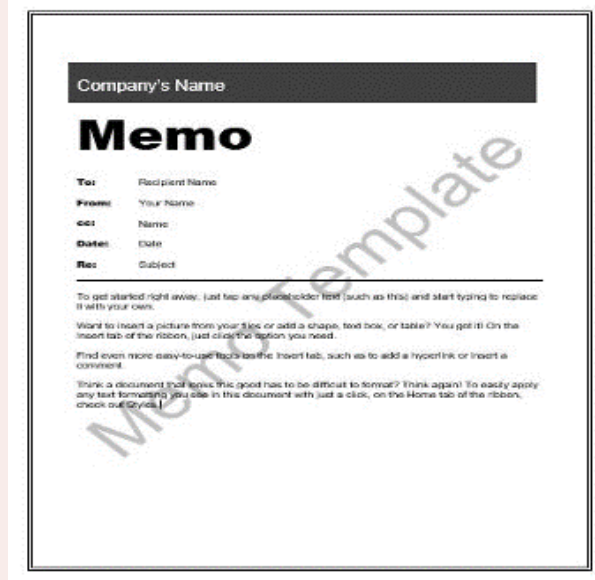 Company's Name
Memo
To: Recipient Name
From: Your Name
cc: Name
Date: Date
Re: Subject
To get started right away, just tap any placeholder text (such as this) and start typing to replace
it with your own.
Want to insert a picture from your files or add a shape, text box, or table? You got it! On the
Insert tab of the ribbon, just click the option you need.
Find even more easy-to-use tools on the Insert tab, such as to add a hyperlink or insert a
comment.
Think a document that looks this good has to be difficult to format? Think again! To easily apply
any text formatting you see in this document with just a click, on the Home tab of the ribbon,
check out Styles.
Memo Template